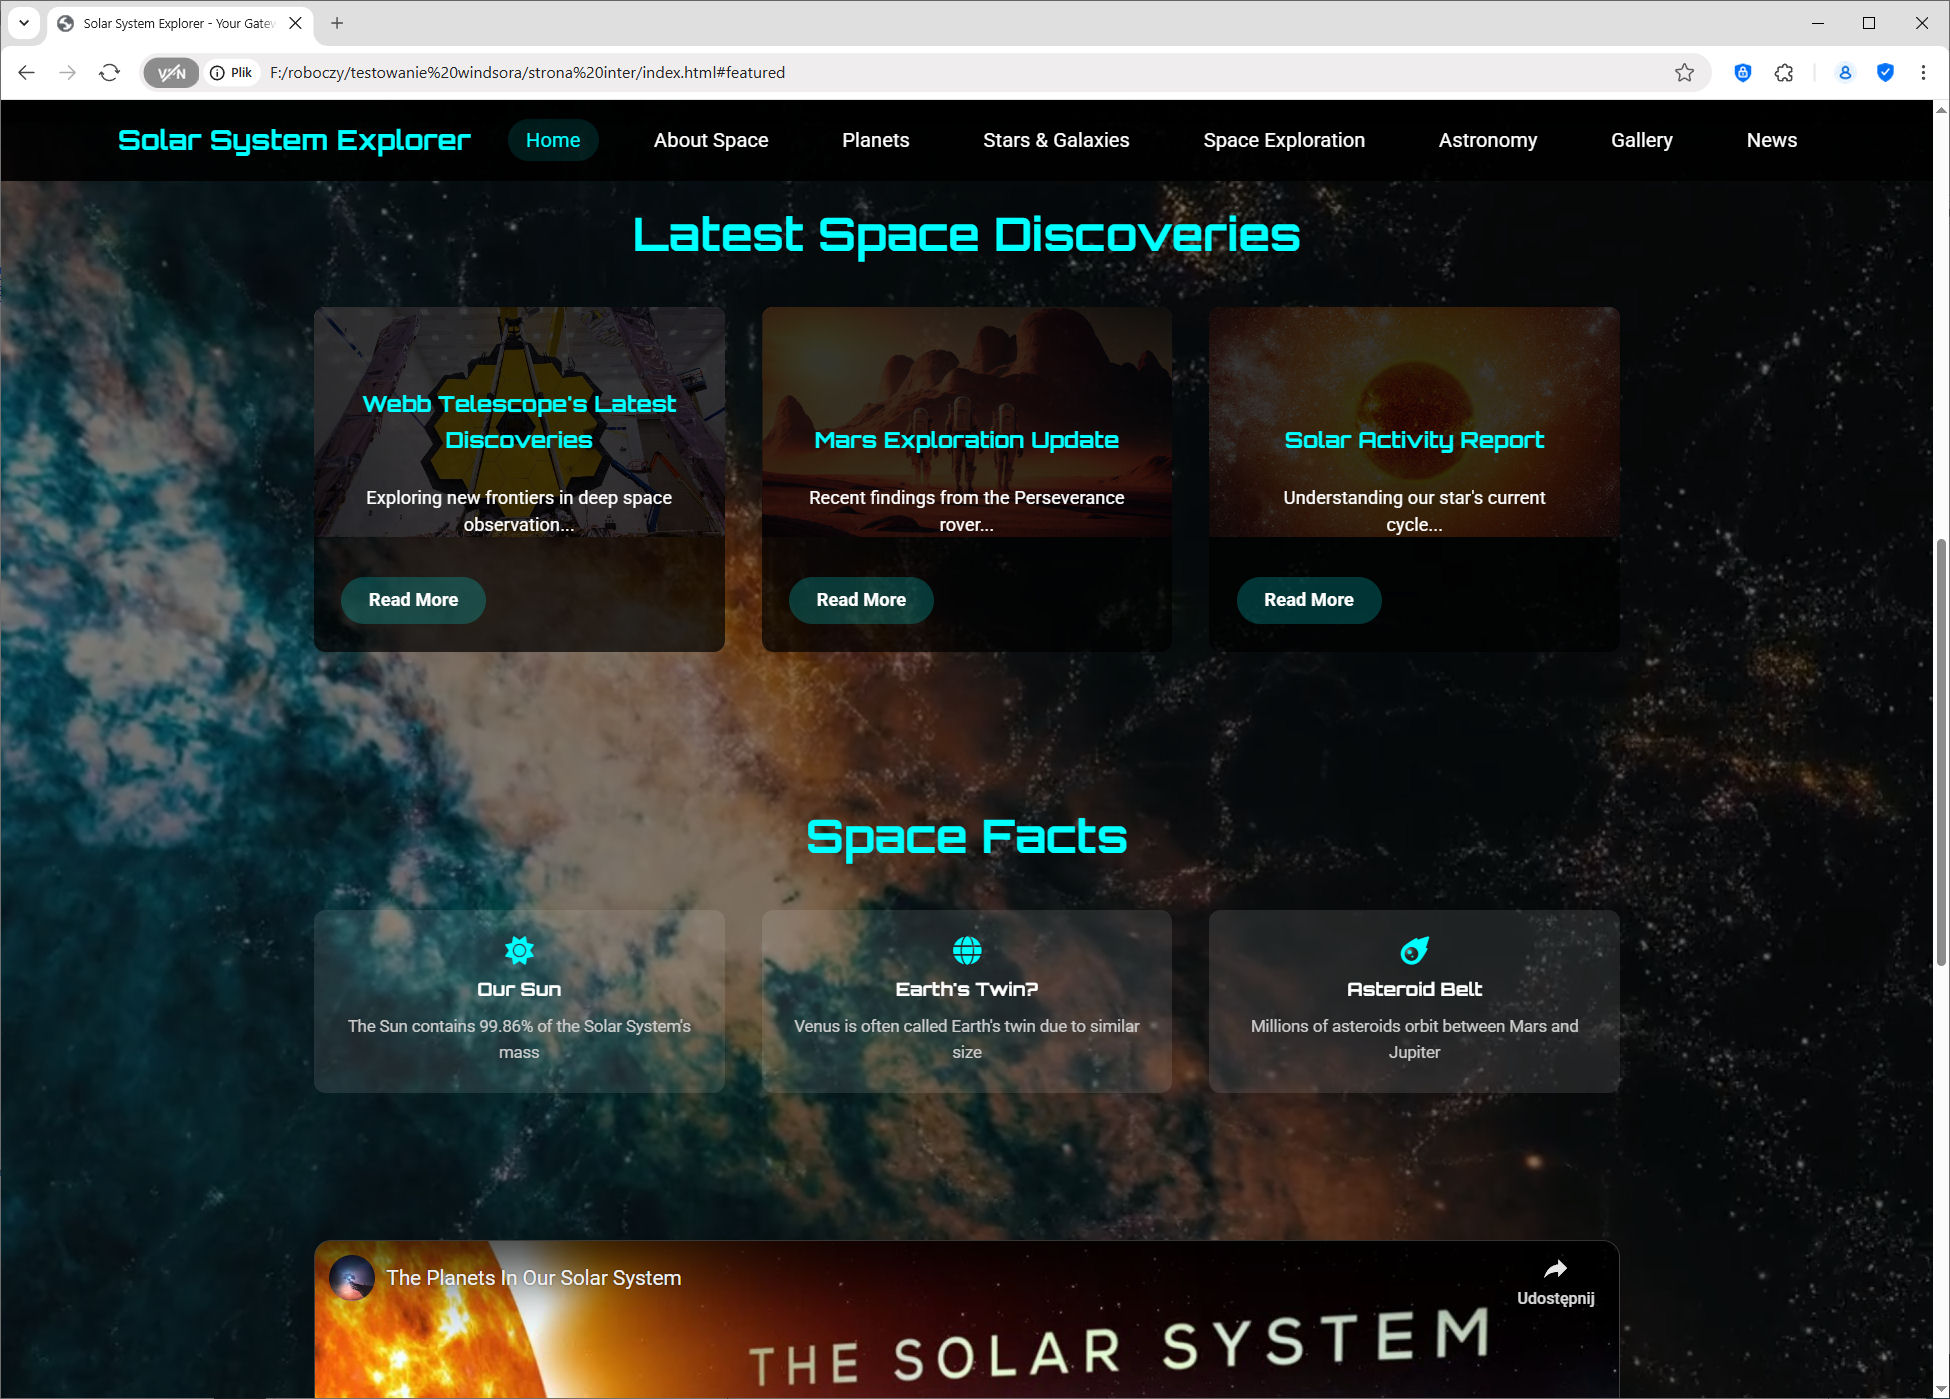 Solar System Explorer - Your Gatew
VPN
Plik
F:/roboczy/testowanie%20windsora/strona%20inter/index.html#featured
Solar System Explorer
Home
About Space
Planets
Stars & Galaxies
Space Exploration
Astronomy
Gallery
News
Latest Space Discoveries
Webb Telescope's Latest
Discoveries
Exploring new frontiers in deep space
observation...
Read More
Mars Exploration Update
Recent findings from the Perseverance
rover...
Read More
Solar Activity Report
Understanding our star's current
cycle...
Read More
Space Facts
Our Sun
The Sun contains 99.86% of the Solar System's
mass
Earth's Twin?
Venus is often called Earth's twin due to similar
size
Asteroid Belt
Millions of asteroids orbit between Mars and
Jupiter
The Planets In Our Solar System
Udostępnij
THE SOLAR SYSTEM